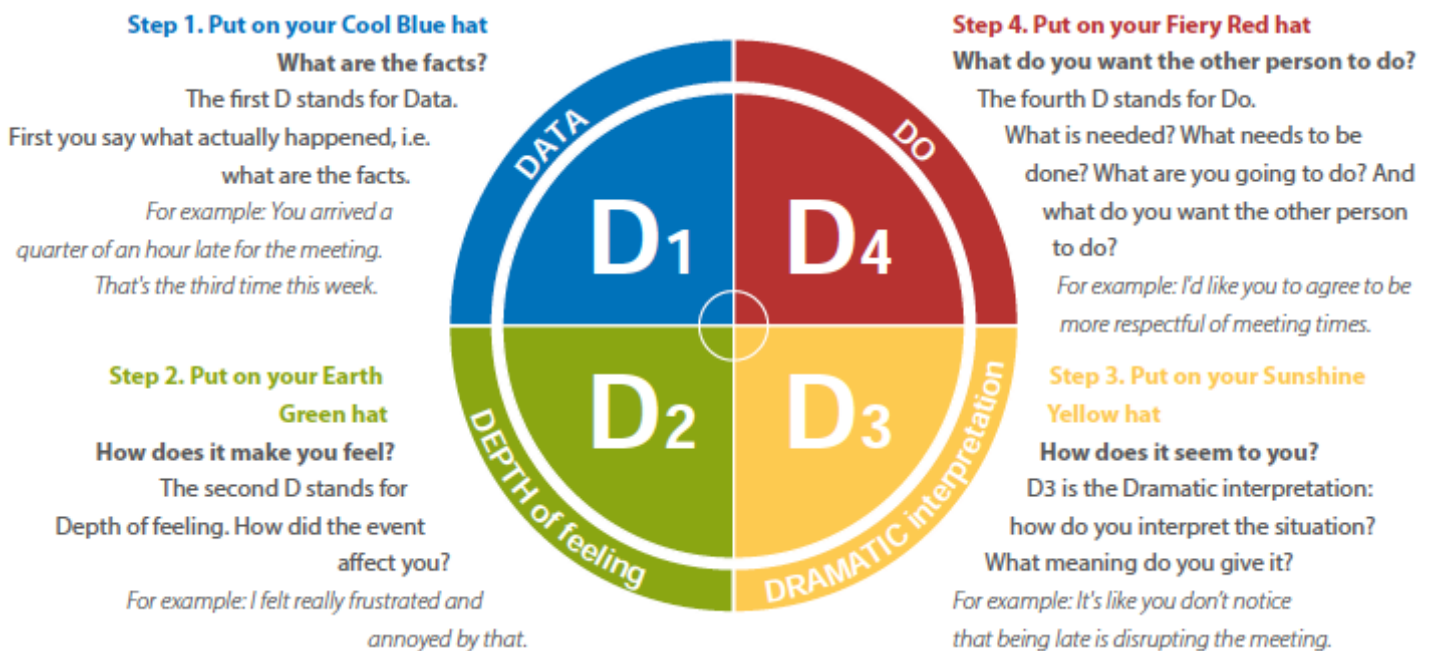 Step 1. Put on your Cool Blue hat
What are the facts?
The first D stands for Data.
First you say what actually happened, i.e.
what are the facts.
For example: You arrived a
quarter of an hour late for the meeting.
That's the third time this week.
Step 2. Put on your Earth
Green hat
How does it make you feel?
The second D stands for
Depth of feeling. How did the event
affect you?
For example: I felt really frustrated and
annoyed by that.
DATA
D1
DO
D4
DEPTH of feeling
D2
DRAMATIC interpretation
D3
Step 4. Put on your Fiery Red hat
What do you want the other person to do?
The fourth D stands for Do.
What is needed? What needs to be
done? What are you going to do? And
what do you want the other person
to do?
For example: I'd like you to agree to be
more respectful of meeting times.
Step 3. Put on your Sunshine
Yellow hat
How does it seem to you?
D3 is the Dramatic interpretation:
how do you interpret the situation?
What meaning do you give it?
For example: It's like you don't notice
that being late is disrupting the meeting.